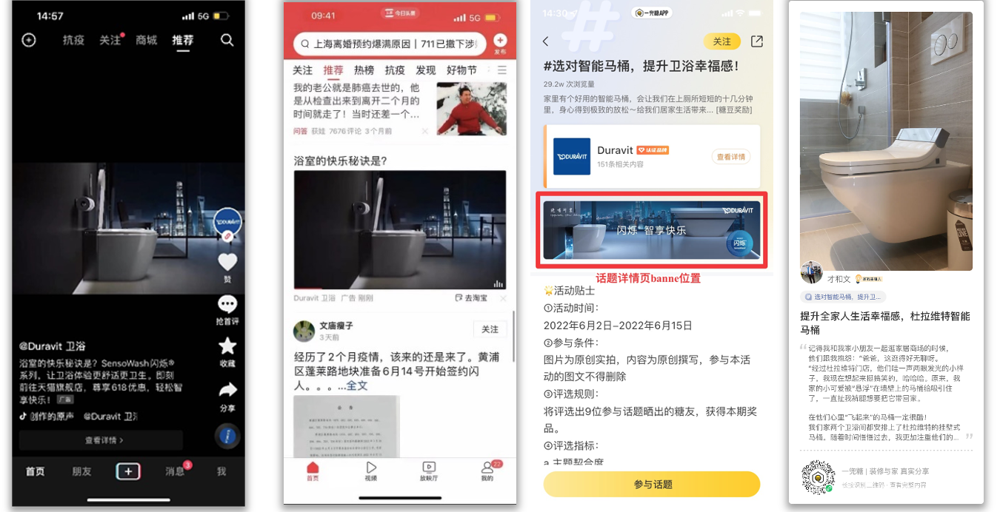 14:57
5G
抗疫
关注
商城
推荐
DURAVIT
赞
抢首评
收藏
分享
@Duravit 卫浴
浴室的快乐秘诀是？SensoWash闪烁®
系列，让卫浴体验更舒适更卫生。即刻
前往天猫旗舰店，尊享618优惠，轻松智
享快乐！ 广告
创作的原声 @Duravit 卫
查看详情 >
首页
朋友
消息
3
我
09:41
今日头条
5G
上海离婚预约爆满原因 | 711已撤下涉
发布
关注
推荐
热榜
抗疫
发现
好物节
我的老公就是肺癌去世的，他
是从检查出来到离开二个月的
时间就走了！当时还差一个...
问答 获娃 7676评论 3个月前
浴室的快乐秘诀是？
Duravit 卫浴 广告 刚刚
去淘宝
文庙瘦子
3天前
关注
经历了2个月疫情，该来的还是来了。黄浦
区蓬莱路地块准备6月14号开始签约闪
人。。。...全文
首页
视频
放映厅
22
我的
14:30
一兜糖APP
关注
#选对智能马桶，提升卫浴幸福感！
29.2w 次浏览量
家里有个好用的智能马桶，会让我们在上厕所短短的十几分钟
里，身心得到极致的放松～给我们居家生活带来... [糖豆奖励]
DURAVIT
Duravit 认证品牌
151条相关内容
查看详情
DURAVIT
闪烁® 智享快乐
闪烁
话题详情页banne位置
活动贴士
①活动时间：
2022年6月2日-2022年6月15日
②参与条件：
图片为原创实拍，内容为原创撰写，参与本活
动的图文不得删除
③评选规则：
将评选出9位参与话题晒出的糖友，获得本期奖
品。
④评选指标：
a.主题契合度
参与话题
才和文
选对智能马桶，提升卫...
提升全家人生活幸福感，杜拉维特智能
马桶
记得我和我家小朋友一起逛家居商场的时候，
他们跟我抱怨：“爸爸，这逛得好无聊呀。
“经过杜拉维特门店，他们哇一声两眼发光的小样
子，我现在想起来挺搞笑的，哈哈哈。原来，我
家的小可爱被“悬浮”在墙壁上的马桶给吸引住
了，一直扯我裤腿想要把它带回家。
在他们心里“飞起来”的马桶一定很酷！
我们家两个卫浴间都安排上了杜拉维特的挂壁式
马桶，随着时间慢慢过去，我更加注重他们的...
一兜糖 | 装修与家 真实分享
长按识别二维码 · 查看完整内容